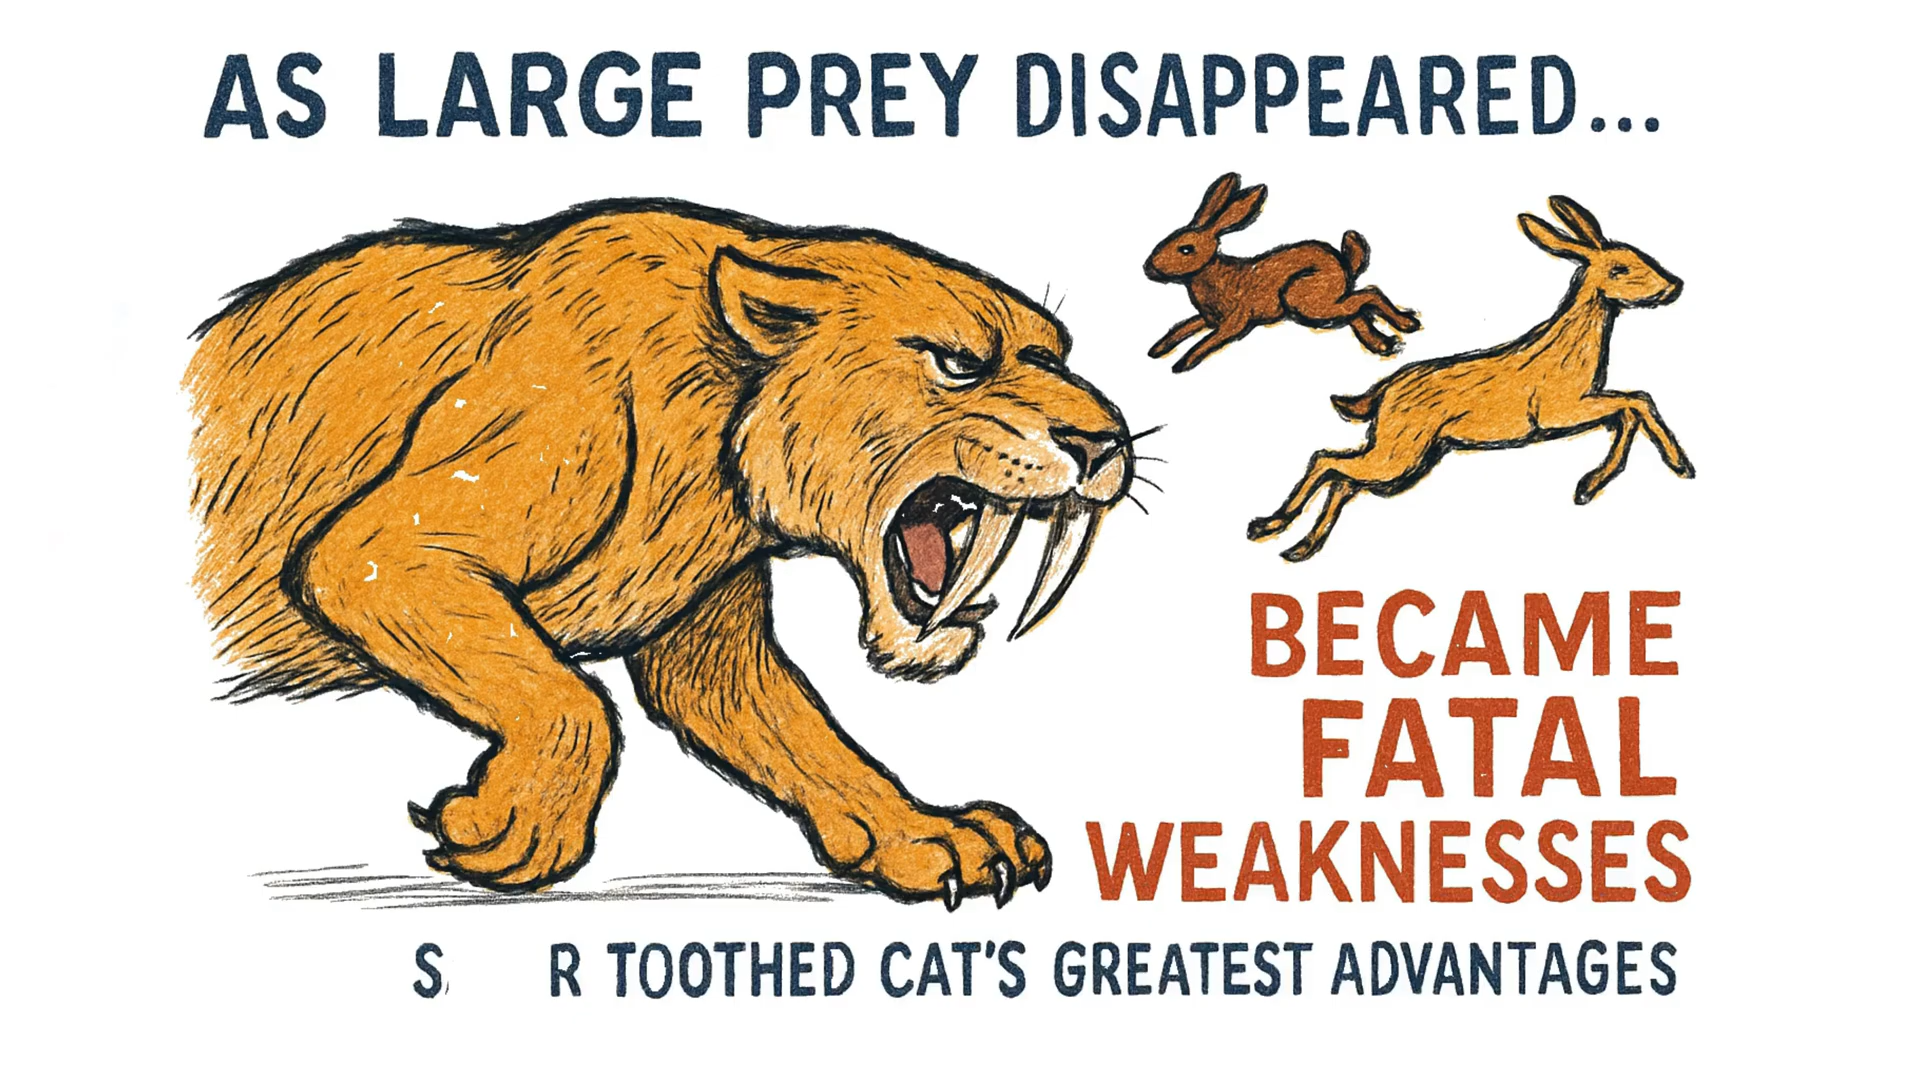 AS LARGE PREY DISAPPEARED...
BECAME
FATAL
WEAKNESSES
S R TOOTHED CAT'S GREATEST ADVANTAGES